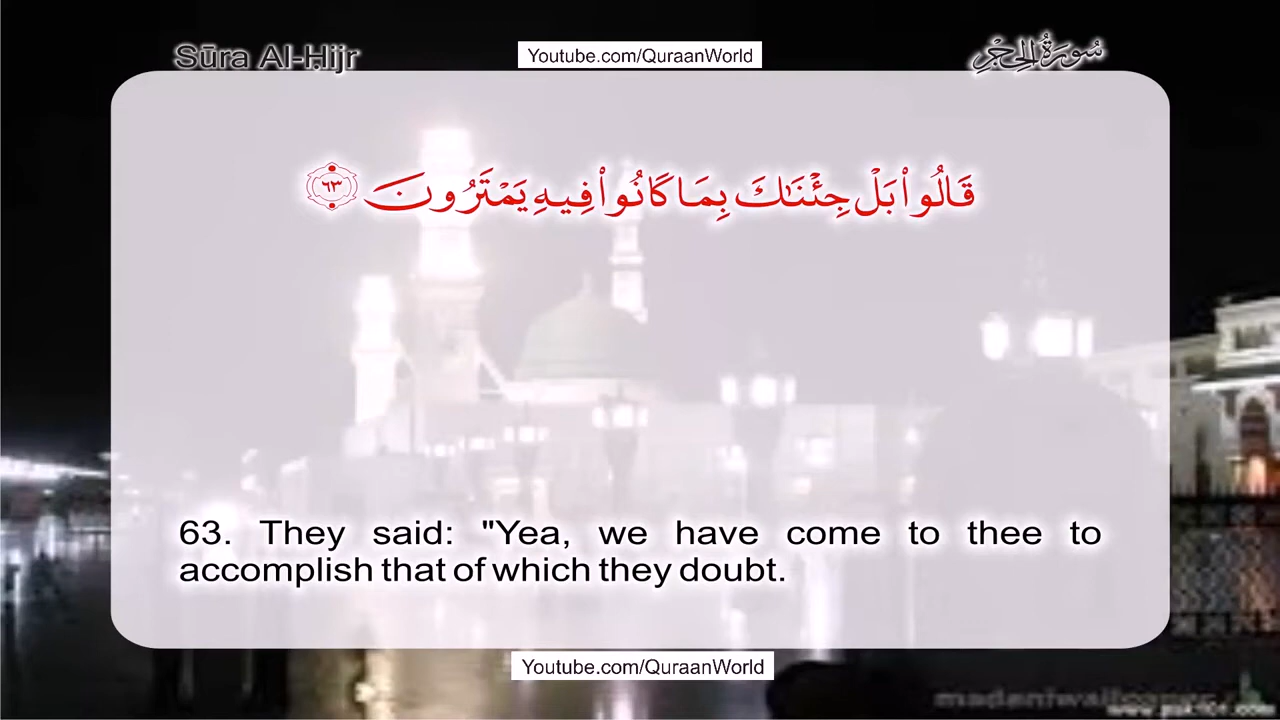 Sūra Al-Ḥijr
Youtube.com/QuraanWorld
سُورَةُ الحِجْرِ
قَالُوا۟ بَلْ جِئْنَـٰكَ بِمَا كَانُوا۟ فِيهِ يَمْتَرُونَ ٦٣
63. They said: "Yea, we have come to thee to
accomplish that of which they doubt.
Youtube.com/QuraanWorld